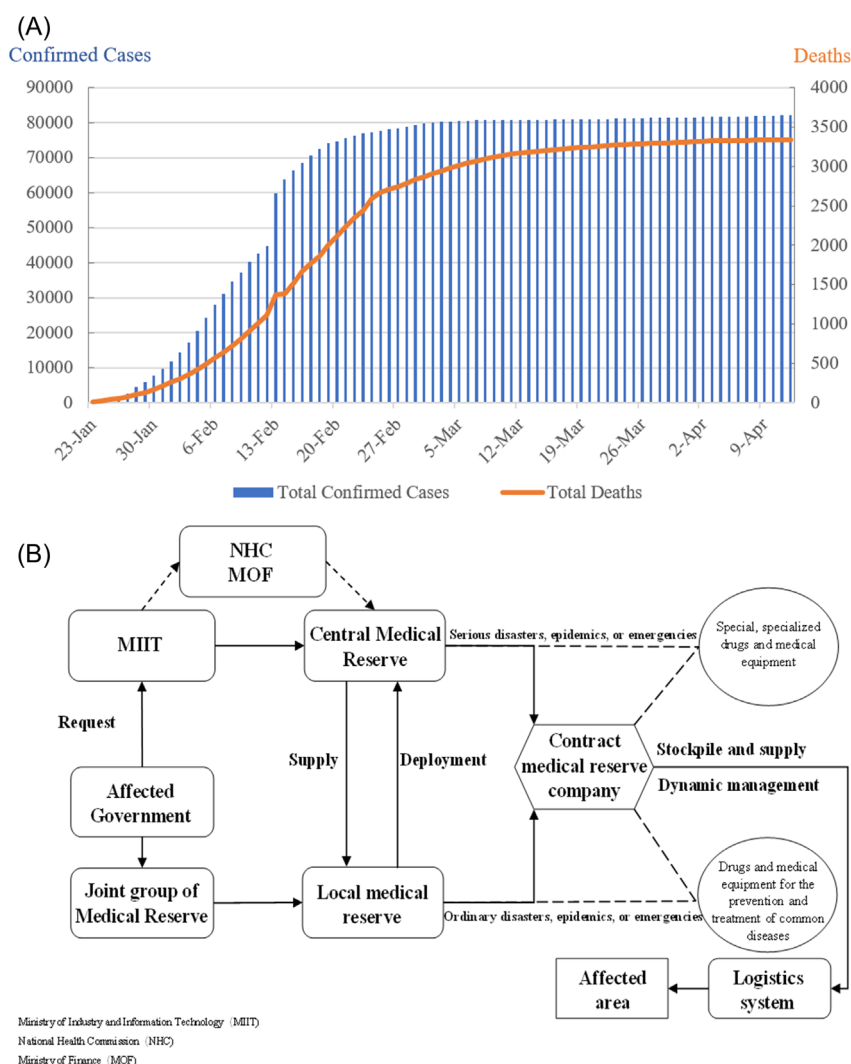 (A)
Confirmed Cases
Deaths
90000
80000
70000
60000
50000
40000
30000
20000
10000
0
4000
3500
3000
2500
2000
1500
1000
500
0
23-Jan
30-Jan
6-Feb
13-Feb
20-Feb
27-Feb
5-Mar
12-Mar
19-Mar
26-Mar
2-Apr
9-Apr
Total Confirmed Cases
Total Deaths
(B)
NHC
MOF
MIIT
Central Medical
Reserve
Serious disasters, epidemics, or emergencies
Special, specialized
drugs and medical
equipment
Request
Supply
Deployment
Contract
medical reserve
company
Stockpile and supply
Dynamic management
Affected
Government
Joint group of
Medical Reserve
Local medical
reserve
Ordinary disasters, epidemics, or emergencies
Drugs and medical
equipment for the
prevention and
treatment of common
diseases
Affected
area
Logistics
system
Ministry of Industry and Information Technology (MIIT)
National Health Commission (NHC)
Ministry of Finance (MOF)